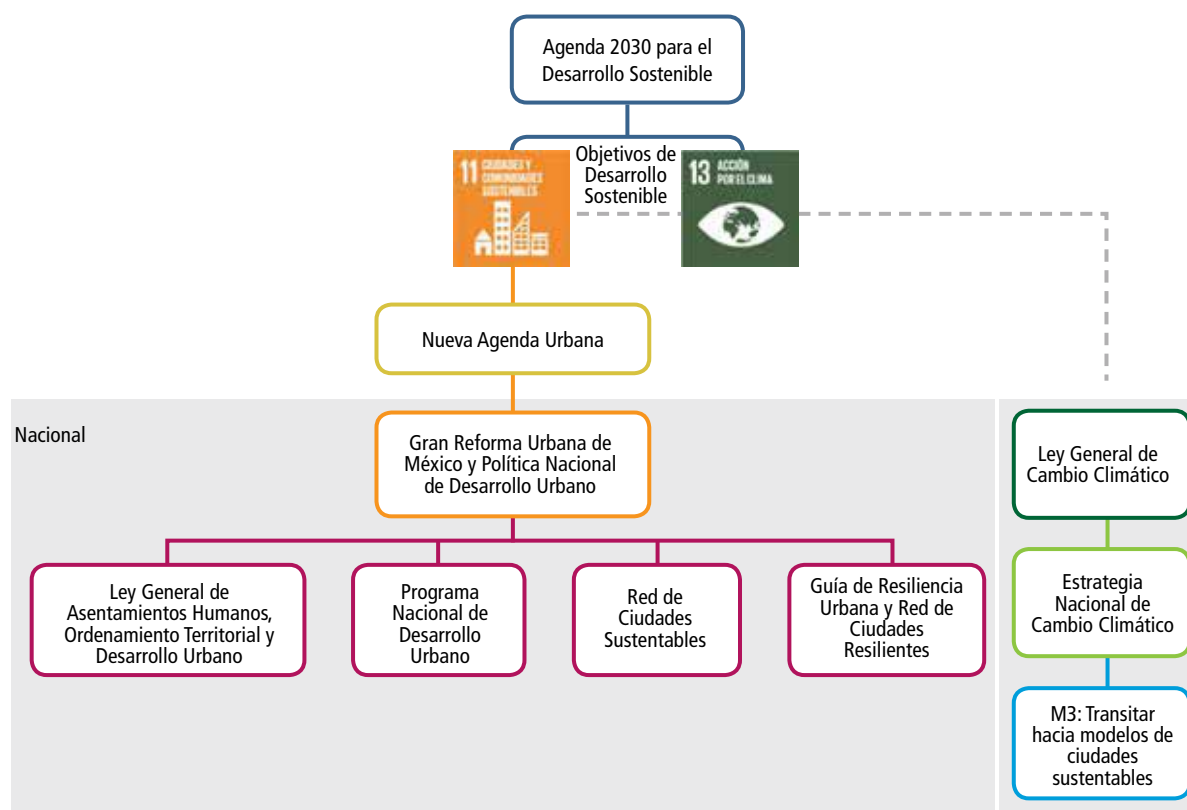 Agenda 2030 para el
Desarrollo Sostenible
11 CIUDADES Y
COMUNIDADES
SOSTENIBLES
Objetivos de
Desarrollo
Sostenible
13 ACCIÓN
POR EL CLIMA
Nueva Agenda Urbana
Nacional
Gran Reforma Urbana de
México y Política Nacional
de Desarrollo Urbano
Ley General de
Asentamientos Humanos,
Ordenamiento Territorial y
Desarrollo Urbano
Programa
Nacional de
Desarrollo
Urbano
Red de
Ciudades
Sustentables
Guía de Resiliencia
Urbana y Red de
Ciudades
Resilientes
Ley General de
Cambio Climático
Estrategia
Nacional de
Cambio Climático
M3: Transitar
hacia modelos de
ciudades
sustentables